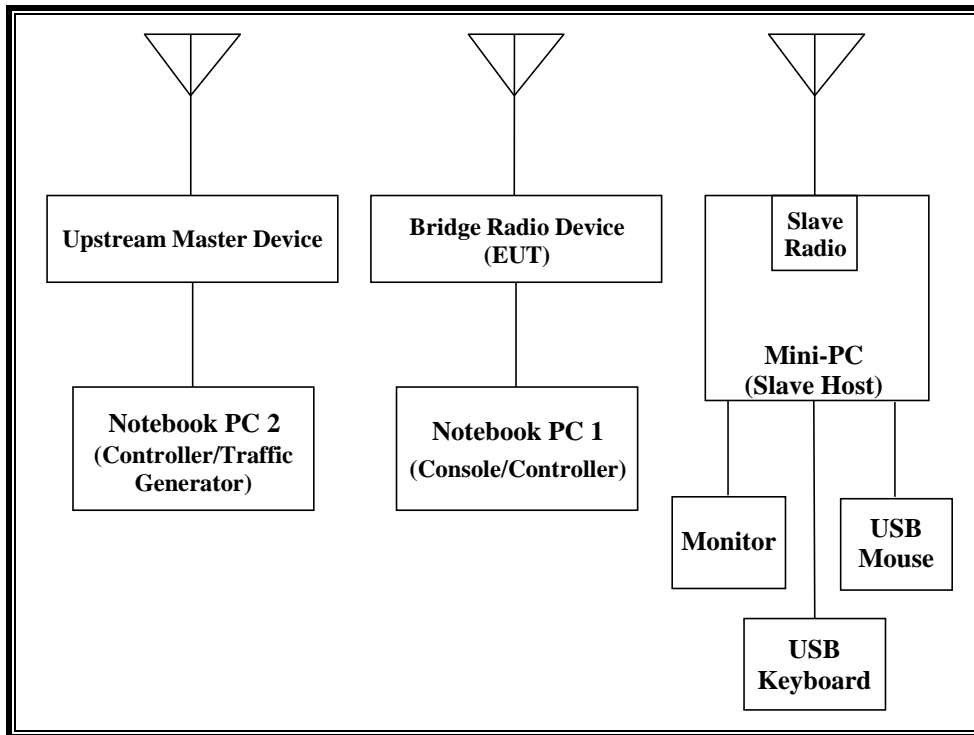 Upstream Master Device
Bridge Radio Device
(EUT)
Slave
Radio
Mini-PC
(Slave Host)
Notebook PC 2
(Controller/Traffic
Generator)
Notebook PC 1
(Console/Controller)
Monitor
USB
Mouse
USB
Keyboard